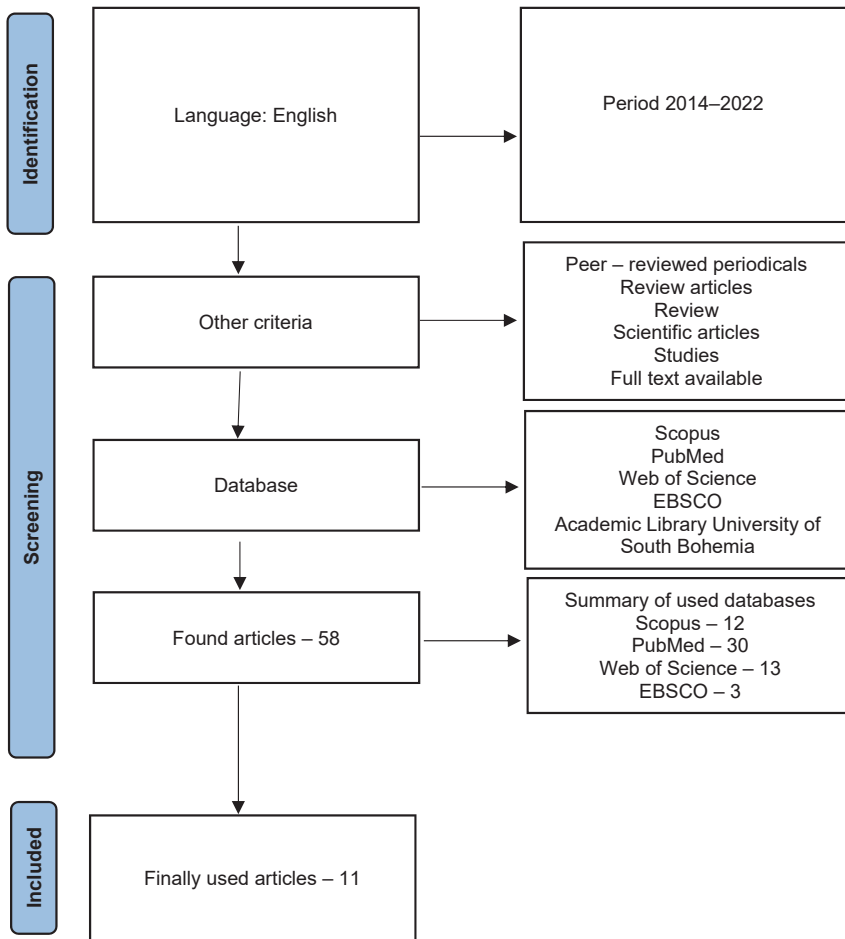 Identification
Language: English
Period 2014–2022
Screening
Other criteria
Peer – reviewed periodicals
Review articles
Review
Scientific articles
Studies
Full text available
Database
Scopus
PubMed
Web of Science
EBSCO
Academic Library University of
South Bohemia
Found articles – 58
Summary of used databases
Scopus – 12
PubMed – 30
Web of Science – 13
EBSCO – 3
Included
Finally used articles – 11